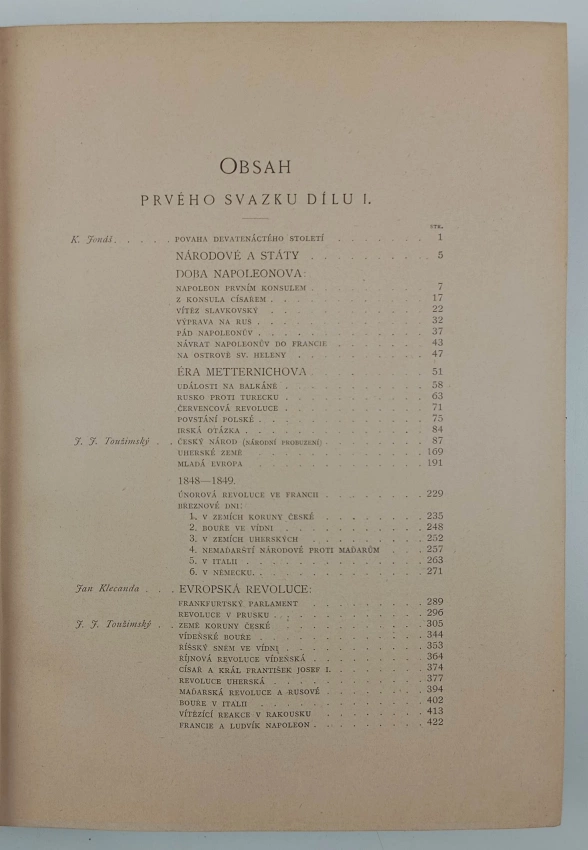 OBSAH
PRVÉHO SVAZKU DÍLU I.
STR.
K. Jonáš . . . . . POVAHA DEVATENÁCTÉHO STOLETÍ . . . . . . . 1
NÁRODOVÉ A STÁTY . . . . . . . . 5
DOBA NAPOLEONOVA:
NAPOLEON PRVNÍM KONSULEM . . . . . . . . 7
Z KONSULA CÍSAŘEM . . . . . . . . . . . 17
VÍTĚZ SLAVKOVSKÝ . . . . . . . . . . . 22
VÝPRAVA NA RUS . . . . . . . . . . . . 32
PÁD NAPOLEONŮV . . . . . . . . . . . . 37
NÁVRAT NAPOLEONŮV DO FRANCIE . . . . . . . 43
NA OSTROVĚ SV. HELENY . . . . . . . . . 47
ÉRA METTERNICHOVA . . . . . . . . 51
UDÁLOSTI NA BALKÁNĚ . . . . . . . . . . 58
RUSKO PROTI TURECKU . . . . . . . . . . 63
ČERVENCOVÁ REVOLUCE . . . . . . . . . . 71
POVSTÁNÍ POLSKÉ . . . . . . . . . . . . 75
IRSKÁ OTÁZKA . . . . . . . . . . . . . 84
J. J. Toužimský . . ČESKÝ NÁROD (NÁRODNÍ PROBUZENÍ) . . . . . . . 87
UHERSKÉ ZEMĚ . . . . . . . . . . . . 169
MLADÁ EVROPA . . . . . . . . . . . . 191
1848—1849.
ÚNOROVÁ REVOLUCE VE FRANCII . . . . . . . . 229
BŘEZNOVÉ DNI:
1. V ZEMÍCH KORUNY ČESKÉ . . . . . . . . 235
2. BOUŘE VE VÍDNI . . . . . . . . . . 248
3. V ZEMÍCH UHERSKÝCH . . . . . . . . . 252
4. NEMAĎARŠTÍ NÁRODOVÉ PROTI MAĎARŮM . . . 257
5. V ITALII . . . . . . . . . . . . 263
6. V NĚMECKU. . . . . . . . . . . . 271
Jan Klecanda . . . EVROPSKÁ REVOLUCE:
FRANKFURTSKÝ PARLAMENT . . . . . . . . . 289
REVOLUCE V PRUSKU . . . . . . . . . . . 296
J. J. Toužimský . . ZEMĚ KORUNY ČESKÉ . . . . . . . . . . . 305
VÍDEŇSKÉ BOUŘE . . . . . . . . . . . . 344
ŘÍŠSKÝ SNĚM VE VÍDNI . . . . . . . . . . 353
ŘÍJNOVÁ REVOLUCE VÍDEŇSKÁ . . . . . . . . 364
CÍSAŘ A KRÁL FRANTIŠEK JOSEF I. . . . . . . . 374
REVOLUCE UHERSKÁ . . . . . . . . . . . 377
MAĎARSKÁ REVOLUCE A RUSOVÉ . . . . . . . . 394
BOUŘE V ITALII . . . . . . . . . . . . 402
VÍTĚZÍCÍ REAKCE V RAKOUSKU . . . . . . . . 413
FRANCIE A LUDVÍK NAPOLEON . . . . . . . . 422